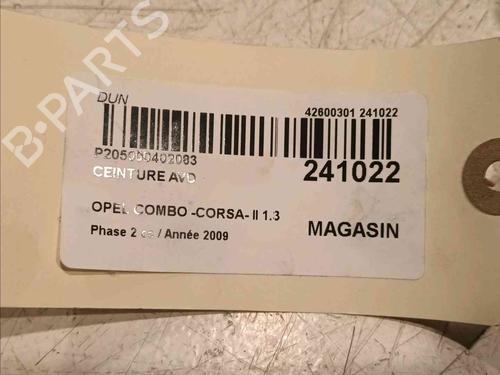 B-PARTS
DUN
42600301 241022
P205000402083
CEINTURE AVD
241022
OPEL COMBO -CORSA- II 1.3
Phase 2 / Année 2009
MAGASIN